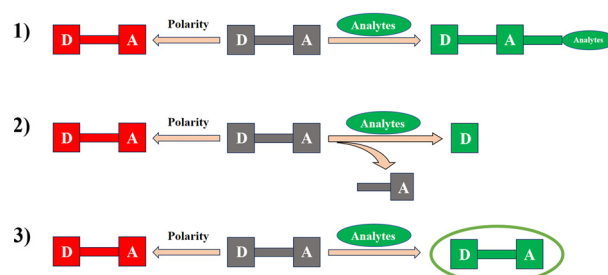 1) D A Polarity D A Analytes D A Analytes
2) D A Polarity D A Analytes D
A
3) D A Polarity D A Analytes D A